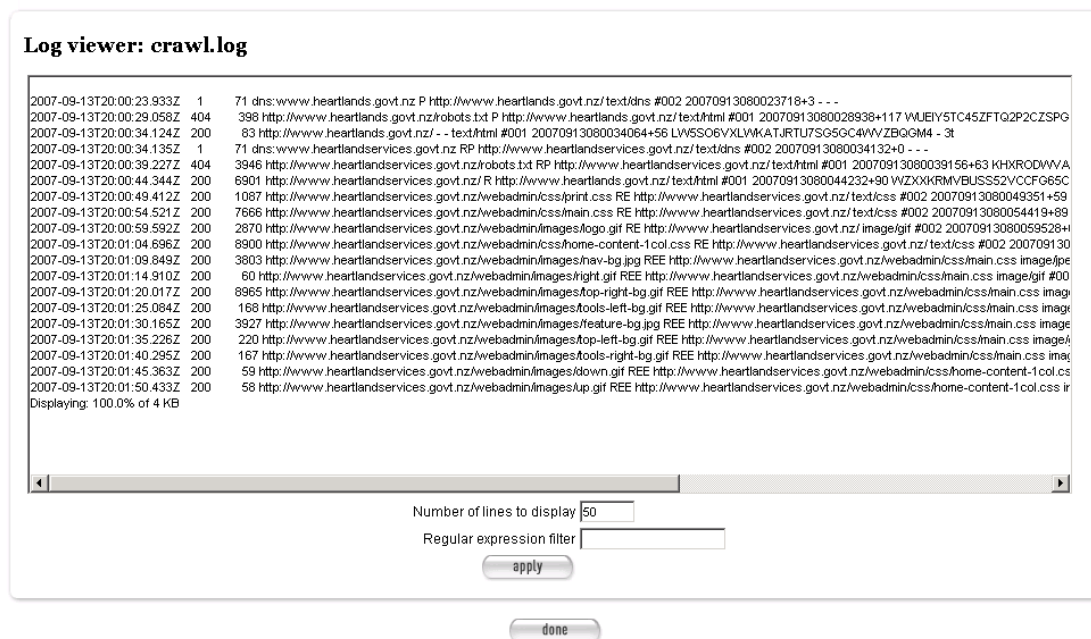 Log viewer: crawl.log
2007-09-13T20:00:23.933Z 1 71 dns:www.heartlands.govt.nz P http://www.heartlands.govt.nz/ text/dns #002 20070913080023718+3 - - -
2007-09-13T20:00:29.058Z 404 398 http://www.heartlands.govt.nz/robots.txt P http://www.heartlands.govt.nz/ text/html #001 20070913080028938+117 WUEIY5TC45ZFTQ2P2CZSPG
2007-09-13T20:00:34.124Z 200 83 http://www.heartlands.govt.nz/ - - text/html #001 20070913080034064+56 LW5SO6VXLWKATJRTU7SG5GC4WVZBQGM4 - 3t
2007-09-13T20:00:34.135Z 1 71 dns:www.heartlandservices.govt.nz RP http://www.heartlands.govt.nz/ text/dns #002 20070913080034132+0 - - -
2007-09-13T20:00:39.227Z 404 3946 http://www.heartlandservices.govt.nz/robots.txt RP http://www.heartlandservices.govt.nz/ text/html #001 20070913080039156+63 KHXRODWVA
2007-09-13T20:00:44.344Z 200 6901 http://www.heartlandservices.govt.nz/ R http://www.heartlands.govt.nz/ text/html #001 20070913080044232+90 WZXXKRMVBUSS52VCCFG65C
2007-09-13T20:00:49.412Z 200 1087 http://www.heartlandservices.govt.nz/webadmin/css/print.css RE http://www.heartlandservices.govt.nz/ text/css #002 20070913080049351+59
2007-09-13T20:00:54.521Z 200 7666 http://www.heartlandservices.govt.nz/webadmin/css/main.css RE http://www.heartlandservices.govt.nz/ text/css #002 20070913080054419+89
2007-09-13T20:00:59.592Z 200 2870 http://www.heartlandservices.govt.nz/webadmin/images/logo.gif RE http://www.heartlandservices.govt.nz/ image/gif #002 20070913080059528+
2007-09-13T20:01:04.696Z 200 8900 http://www.heartlandservices.govt.nz/webadmin/css/home-content-1col.css RE http://www.heartlandservices.govt.nz/ text/css #002 200709130
2007-09-13T20:01:09.849Z 200 3803 http://www.heartlandservices.govt.nz/webadmin/images/nav-bg.jpg REE http://www.heartlandservices.govt.nz/webadmin/css/main.css image/jpe
2007-09-13T20:01:14.910Z 200 60 http://www.heartlandservices.govt.nz/webadmin/images/right.gif REE http://www.heartlandservices.govt.nz/webadmin/css/main.css image/gif #00
2007-09-13T20:01:20.017Z 200 8965 http://www.heartlandservices.govt.nz/webadmin/images/top-right-bg.gif REE http://www.heartlandservices.govt.nz/webadmin/css/main.css imag
2007-09-13T20:01:25.084Z 200 168 http://www.heartlandservices.govt.nz/webadmin/images/tools-left-bg.gif REE http://www.heartlandservices.govt.nz/webadmin/css/main.css image
2007-09-13T20:01:30.165Z 200 3927 http://www.heartlandservices.govt.nz/webadmin/images/feature-bg.jpg REE http://www.heartlandservices.govt.nz/webadmin/css/main.css image
2007-09-13T20:01:35.226Z 200 220 http://www.heartlandservices.govt.nz/webadmin/images/top-left-bg.gif REE http://www.heartlandservices.govt.nz/webadmin/css/main.css image/
2007-09-13T20:01:40.295Z 200 167 http://www.heartlandservices.govt.nz/webadmin/images/tools-right-bg.gif REE http://www.heartlandservices.govt.nz/webadmin/css/main.css imag
2007-09-13T20:01:45.363Z 200 59 http://www.heartlandservices.govt.nz/webadmin/images/down.gif REE http://www.heartlandservices.govt.nz/webadmin/css/home-content-1col.cs
2007-09-13T20:01:50.433Z 200 58 http://www.heartlandservices.govt.nz/webadmin/images/up.gif REE http://www.heartlandservices.govt.nz/webadmin/css/home-content-1col.css ir
Displaying: 100.0% of 4 KB
Number of lines to display 50
Regular expression filter
apply
done